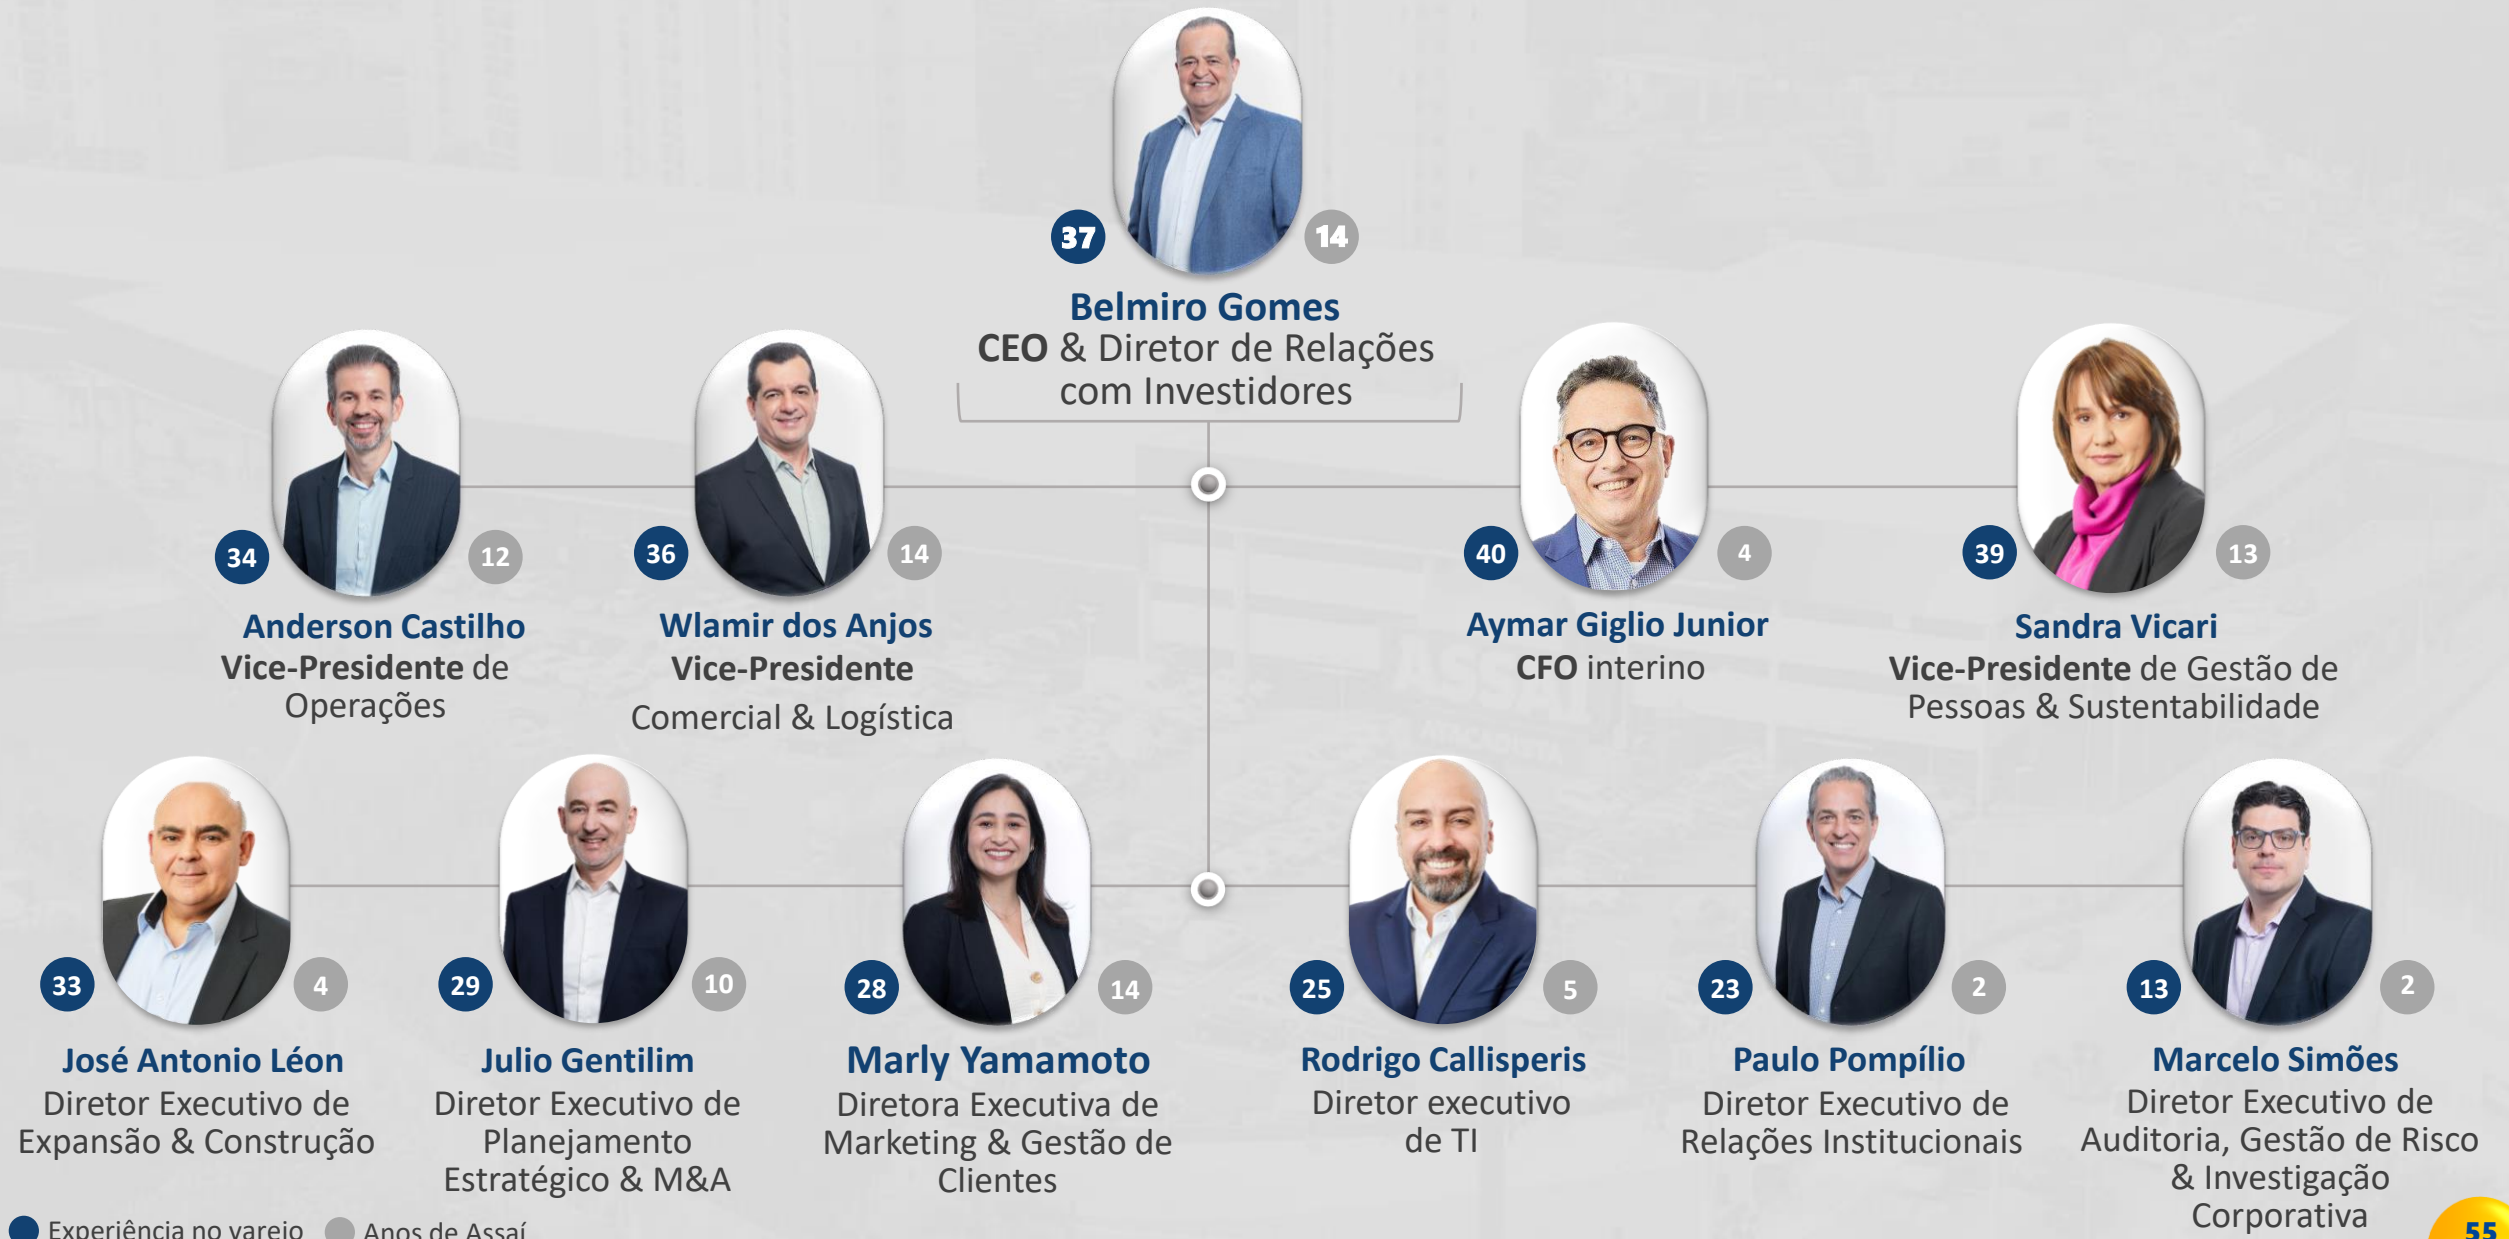 37
14
Belmiro Gomes
CEO & Diretor de Relações
com Investidores
34
12
36
14
40
4
39
13
Anderson Castilho
Vice-Presidente de
Operações
Wlamir dos Anjos
Vice-Presidente
Comercial & Logística
Aymar Giglio Junior
CFO interino
Sandra Vicari
Vice-Presidente de Gestão de
Pessoas & Sustentabilidade
33
4
29
10
28
14
25
5
23
2
13
2
José Antonio Léon
Diretor Executivo de
Expansão & Construção
Julio Gentilim
Diretor Executivo de
Planejamento
Estratégico & M&A
Marly Yamamoto
Diretora Executiva de
Marketing & Gestão de
Clientes
Rodrigo Callisperis
Diretor executivo
de TI
Paulo Pompílio
Diretor Executivo de
Relações Institucionais
Marcelo Simões
Diretor Executivo de
Auditoria, Gestão de Risco
& Investigação
Corporativa
Experiência no varejo
Anos de Assaí
55